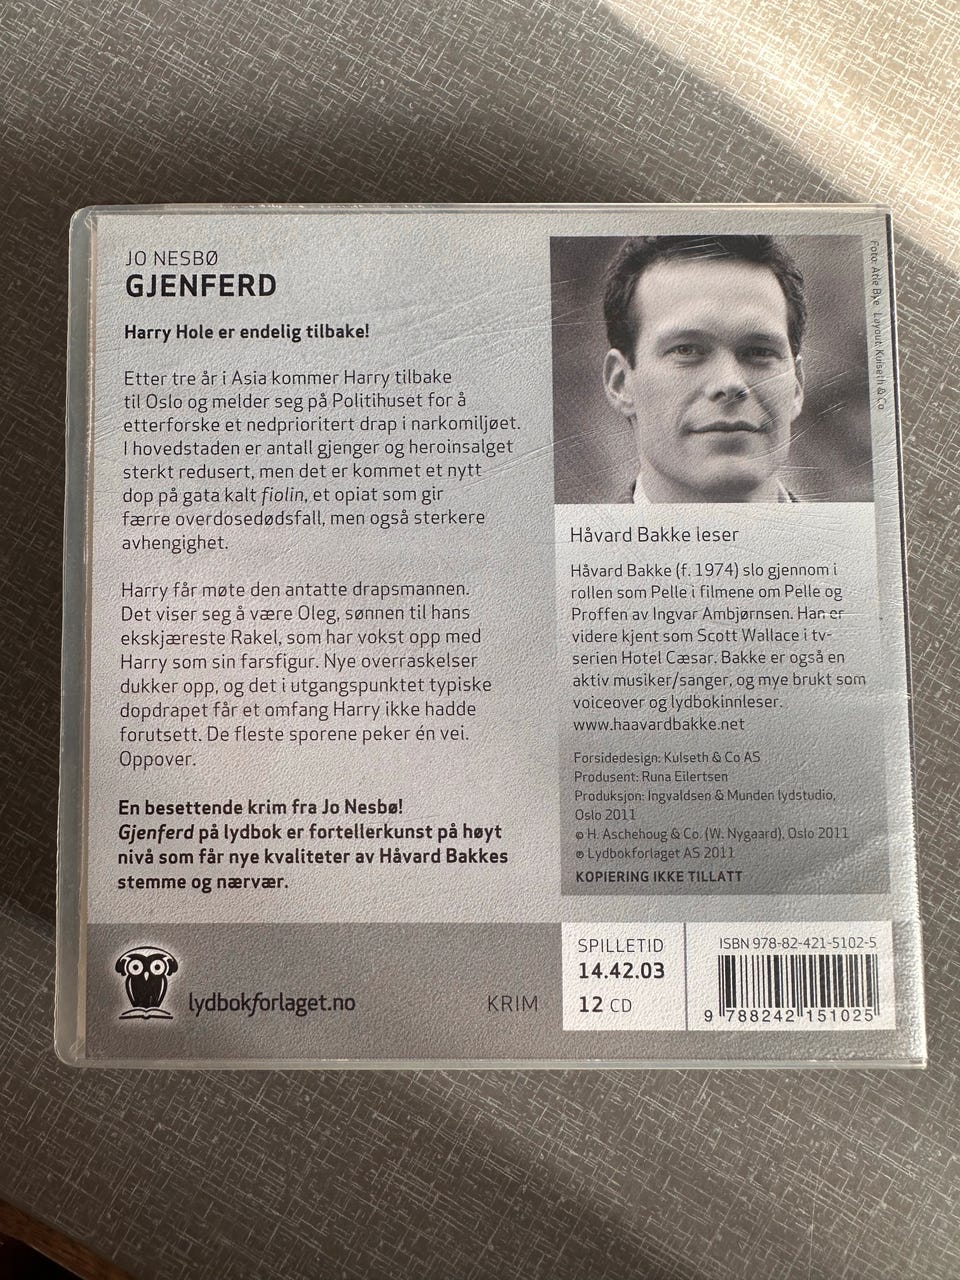 JO NESBØ
GJENFERD
Harry Hole er endelig tilbake!
Etter tre år i Asia kommer Harry tilbake
til Oslo og melder seg på Politihuset for å
etterforske et nedprioritert drap i narkomiljøet.
I hovedstaden er antall gjenger og heroinsalget
sterkt redusert, men det er kommet et nytt
dop på gata kalt fiolin, et opiat som gir
færre overdosedødsfall, men også sterkere
avhengighet.
Harry får møte den antatte drapsmannen.
Det viser seg å være Oleg, sønnen til hans
ekskjæreste Rakel, som har vokst opp med
Harry som sin farsfigur. Nye overraskelser
dukker opp, og det i utgangspunktet typiske
dopdrapet får et omfang Harry ikke hadde
forutsett. De fleste sporene peker én vei.
Oppover.
En besettende krim fra Jo Nesbø!
Gjenferd på lydbok er fortellerkunst på høyt
nivå som får nye kvaliteter av Håvard Bakkes
stemme og nærvær.
Foto: Atle Bye Layout: Kulseth & Co
Håvard Bakke leser
Håvard Bakke (f. 1974) slo gjennom i
rollen som Pelle i filmene om Pelle og
Proffen av Ingvar Ambjørnsen. Han er
videre kjent som Scott Wallace i tv-
serien Hotel Cæsar. Bakke er også en
aktiv musiker/sanger, og mye brukt som
voiceover og lydbokinnleser.
www.haavardbakke.net
Forsidedesign: Kulseth & Co AS
Produsent: Runa Eilertsen
Produksjon: Ingvaldsen & Munden lydstudio,
Oslo 2011
© H. Aschehoug & Co. (W. Nygaard), Oslo 2011
℗ Lydbokforlaget AS 2011
KOPIERING IKKE TILLATT
lydbokforlaget.no
KRIM
SPILLETID
14.42.03
12 CD
ISBN 978-82-421-5102-5
9 788242 151025